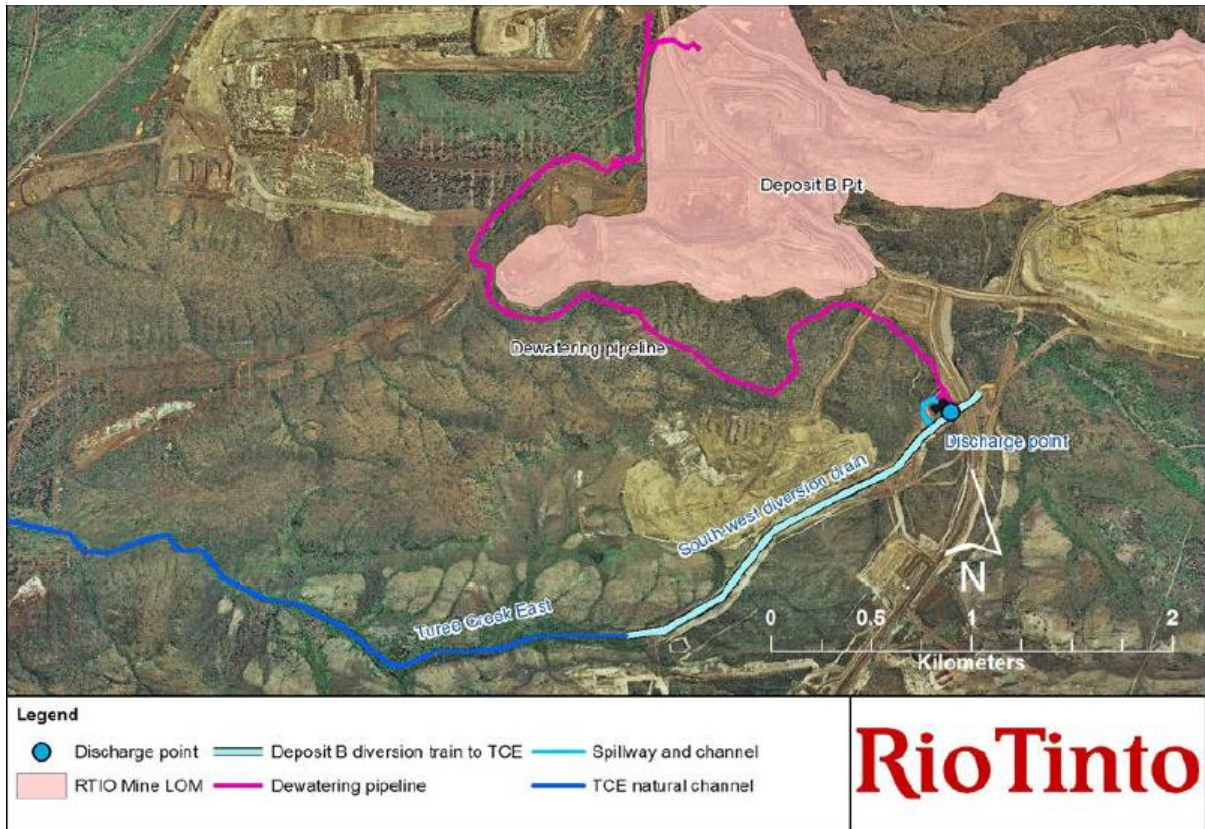 Deposit B Pit
Dewatering pipeline
Discharge point
South-west diversion drain
Turee Creek East
N
0 0.5 1 2
Kilometers
Legend
Discharge point
Deposit B diversion train to TCE
Spillway and channel
RTIO Mine LOM
Dewatering pipeline
TCE natural channel
RioTinto